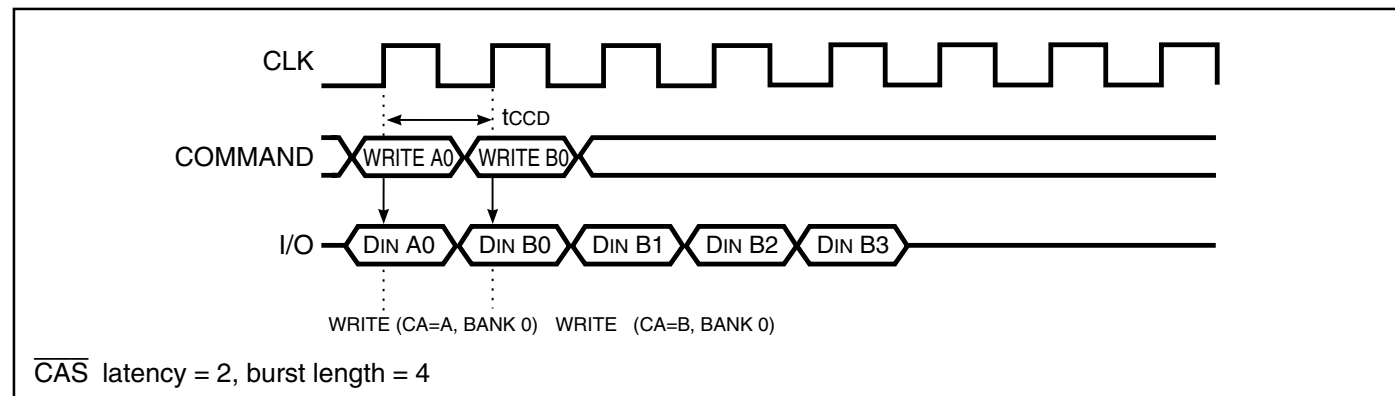 CLK
tCCD
COMMAND WRITE A0 WRITE B0
I/O DIN A0 DIN B0 DIN B1 DIN B2 DIN B3
WRITE (CA=A, BANK 0) WRITE (CA=B, BANK 0)
CAS latency = 2, burst length = 4